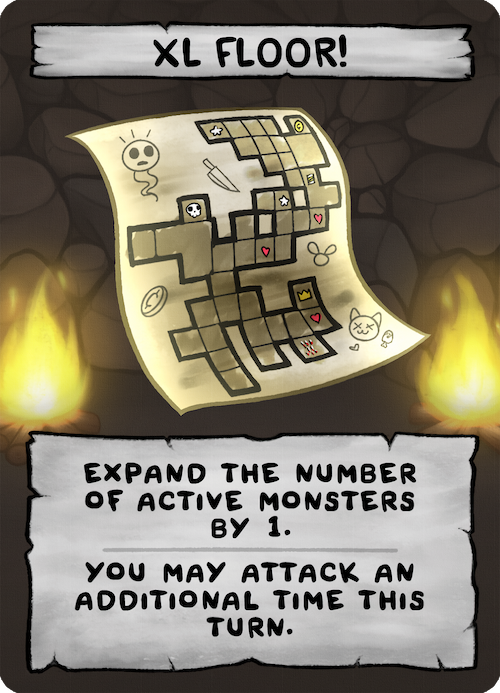 XL FLOOR!
EXPAND THE NUMBER
OF ACTIVE MONSTERS
BY 1.
YOU MAY ATTACK AN
ADDITIONAL TIME THIS
TURN.